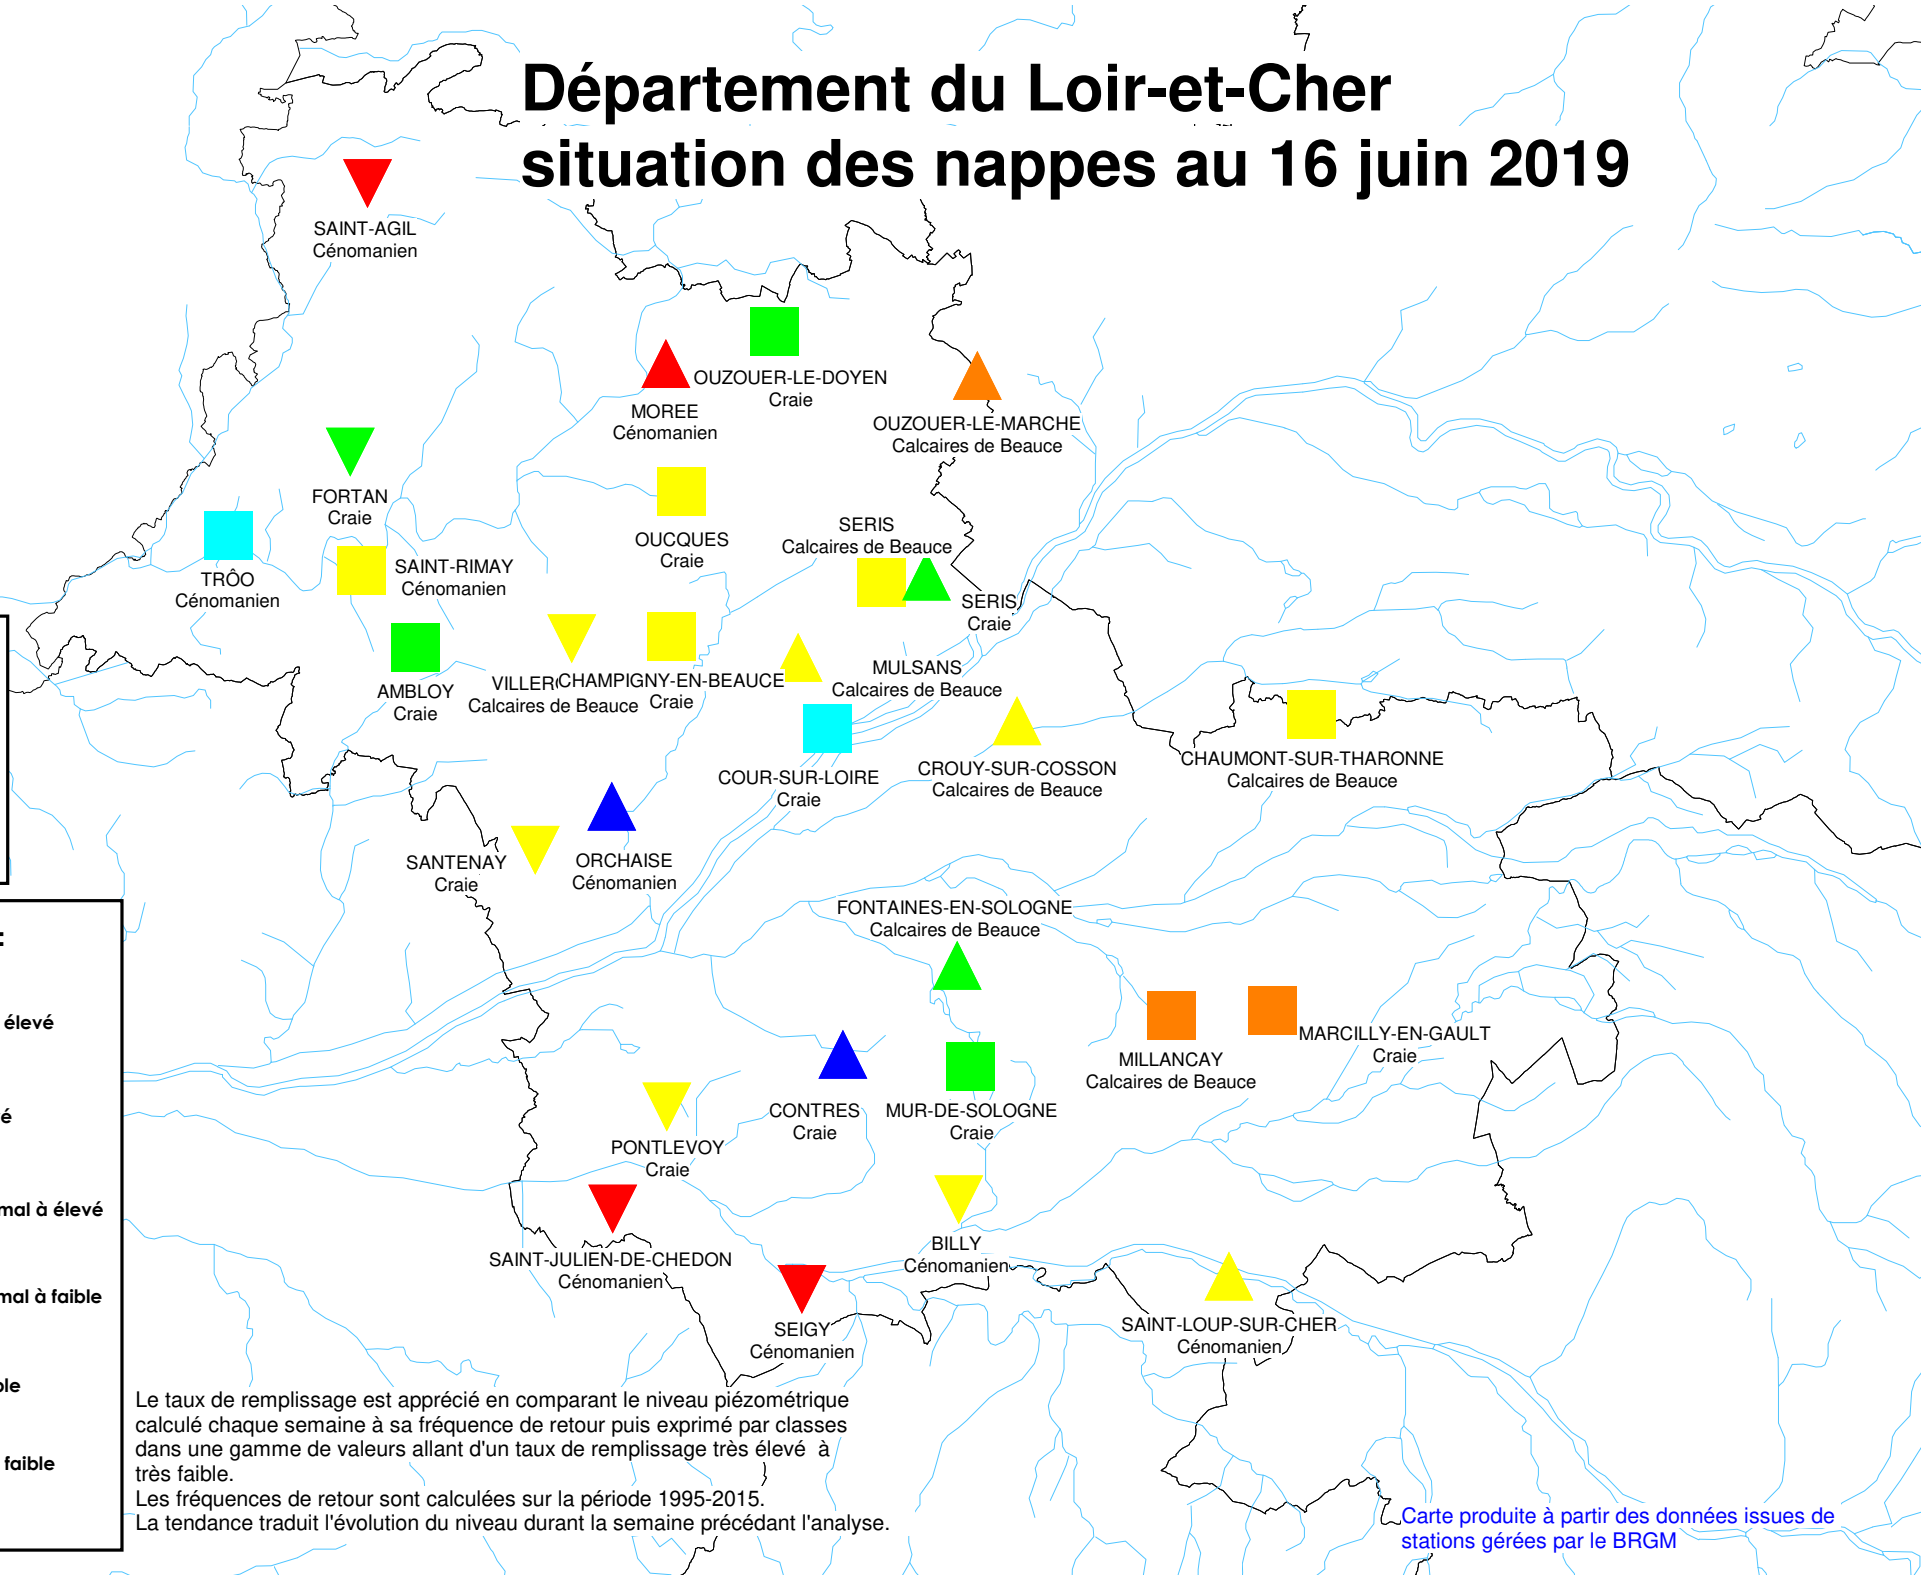 Département du Loir-et-Cher
situation des nappes au 16 juin 2019
SAINT-AGIL
Cénomanien
OUZOUER-LE-DOYEN
Craie
MOREE
Cénomanien
OUZOUER-LE-MARCHE
Calcaires de Beauce
FORTAN
Craie
OUCQUES
Craie
SERIS
Calcaires de Beauce
TRÔO
Cénomanien
SAINT-RIMAY
Cénomanien
SERIS
Craie
AMBLOY
Craie
VILLER
Calcaires de Beauce
CHAMPIGNY-EN-BEAUCE
Craie
MULSANS
Calcaires de Beauce
COUR-SUR-LOIRE
Craie
CROUY-SUR-COSSON
Calcaires de Beauce
CHAUMONT-SUR-THARONNE
Calcaires de Beauce
SANTENAY
Craie
ORCHAISE
Cénomanien
FONTAINES-EN-SOLOGNE
Calcaires de Beauce
MARCILLY-EN-GAULT
Craie
MILLANCAY
Calcaires de Beauce
CONTRES
Craie
MUR-DE-SOLOGNE
Craie
PONTLEVOY
Craie
SAINT-JULIEN-DE-CHEDON
Cénomanien
BILLY
Cénomanien
SEIGY
Cénomanien
SAINT-LOUP-SUR-CHER
Cénomanien
:
élevé
é
mal à élevé
mal à faible
ble
faible
Le taux de remplissage est apprécié en comparant le niveau piézométrique
calculé chaque semaine à sa fréquence de retour puis exprimé par classes
dans une gamme de valeurs allant d'un taux de remplissage très élevé à
très faible.
Les fréquences de retour sont calculées sur la période 1995-2015.
La tendance traduit l'évolution du niveau durant la semaine précédant l'analyse.
Carte produite à partir des données issues de
stations gérées par le BRGM